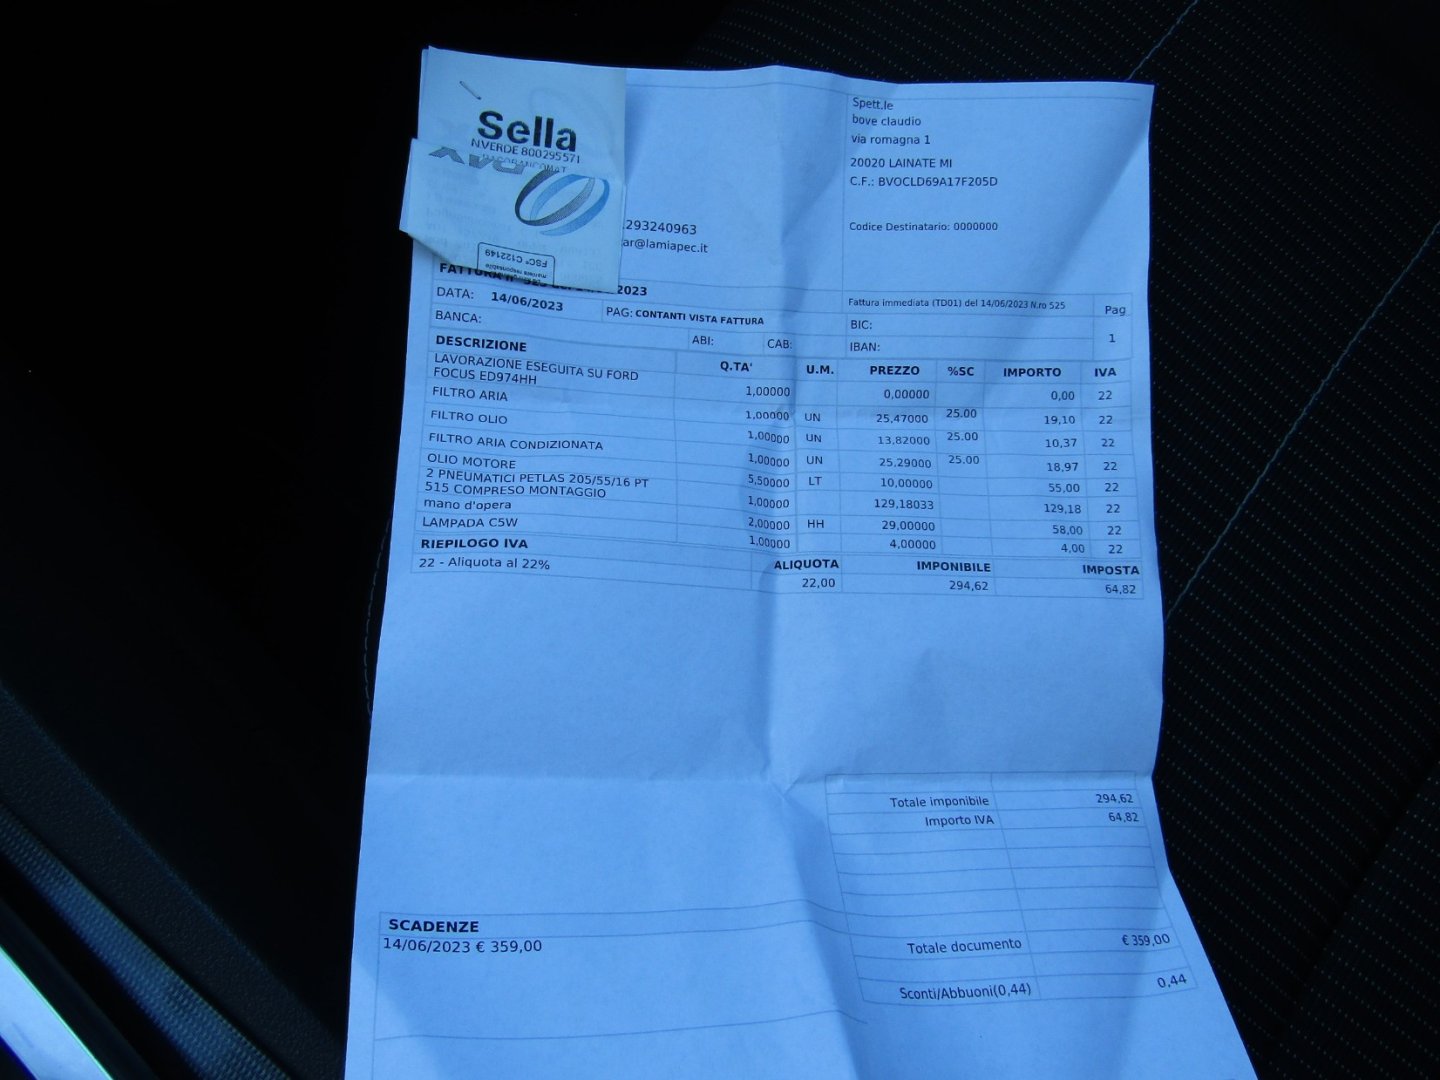 Sella
N.VERDE 800295571
PAGOBANCOMAT
FSC® C122149
Spett.le
bove claudio
via romagna 1
20020 LAINATE MI
C.F.: BVOCLD69A17F205D
Codice Destinatario: 0000000
293240963
ar@lamiapec.it
2023
DATA: 14/06/2023
PAG: CONTANTI VISTA FATTURA
Fattura immediata (TD01) del 14/06/2023 N.ro 525
Pag
1
BANCA:
ABI:
CAB:
BIC:
IBAN:
DESCRIZIONE Q.TA' U.M. PREZZO %SC IMPORTO IVA
LAVORAZIONE ESEGUITA SU FORD
FOCUS ED974HH 1,00000 0,00000 0,00 22
FILTRO ARIA 1,00000 UN 25,47000 25.00 19,10 22
FILTRO OLIO 1,00000 UN 13,82000 25.00 10,37 22
FILTRO ARIA CONDIZIONATA 1,00000 UN 25,29000 25.00 18,97 22
OLIO MOTORE 5,50000 LT 10,00000 55,00 22
2 PNEUMATICI PETLAS 205/55/16 PT
515 COMPRESO MONTAGGIO 1,00000 129,18033 129,18 22
mano d'opera 2,00000 HH 29,00000 58,00 22
LAMPADA C5W 1,00000 4,00000 4,00 22
RIEPILOGO IVA ALIQUOTA IMPONIBILE IMPOSTA
22 - Aliquota al 22% 22,00 294,62 64,82
Totale imponibile 294,62
Importo IVA 64,82
SCADENZE
14/06/2023 € 359,00
Totale documento € 359,00
Sconti/Abbuoni(0,44) 0,44